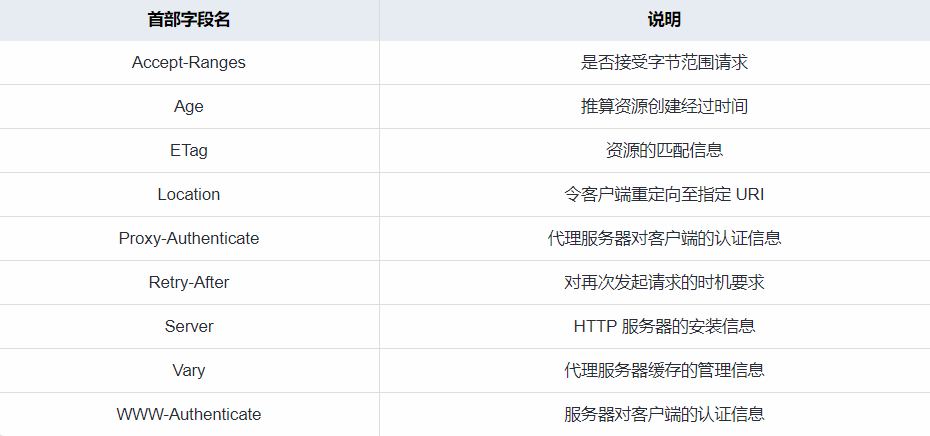 首部字段名 说明
Accept-Ranges 是否接受字节范围请求
Age 推算资源创建经过时间
ETag 资源的匹配信息
Location 令客户端重定向至指定 URI
Proxy-Authenticate 代理服务器对客户端的认证信息
Retry-After 对再次发起请求的时机要求
Server HTTP 服务器的安装信息
Vary 代理服务器缓存的管理信息
WWW-Authenticate 服务器对客户端的认证信息